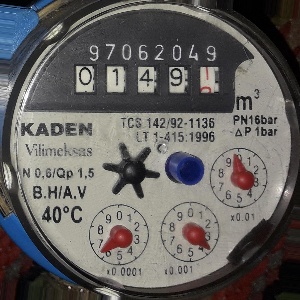 97062049
0149
m³
KADEN
Vilimeksas
TCS 142/92-1136
LT 1-415:1996
PN16bar
ΔP 1bar
N 0,6/Qp 1,5
B.H/A.V
40°C
x0.01
x0.0001
x0.001